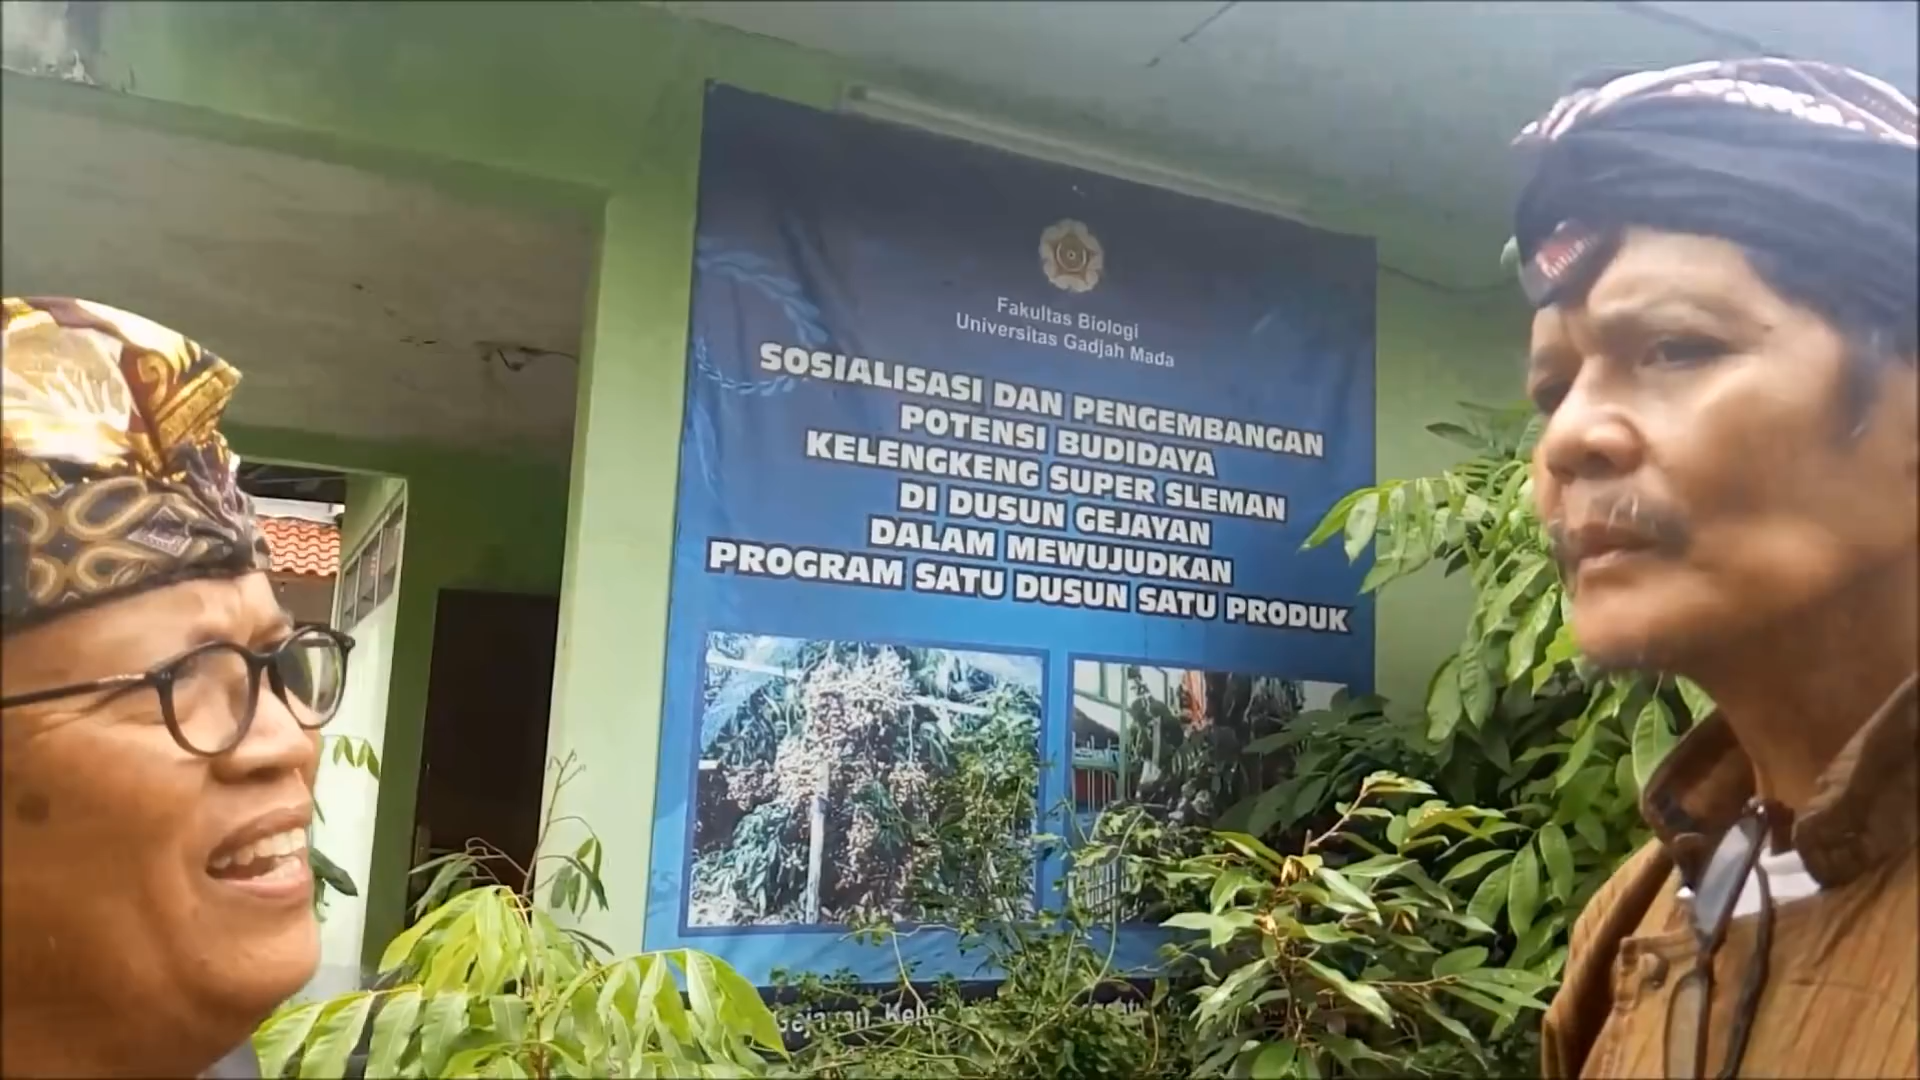 Fakultas Biologi
Universitas Gadjah Mada
SOSIALISASI DAN PENGEMBANGAN
POTENSI BUDIDAYA
KELENGKENG SUPER SLEMAN
DI DUSUN GEJAYAN
DALAM MEWUJUDKAN
PROGRAM SATU DUSUN SATU PRODUK
Gejayan